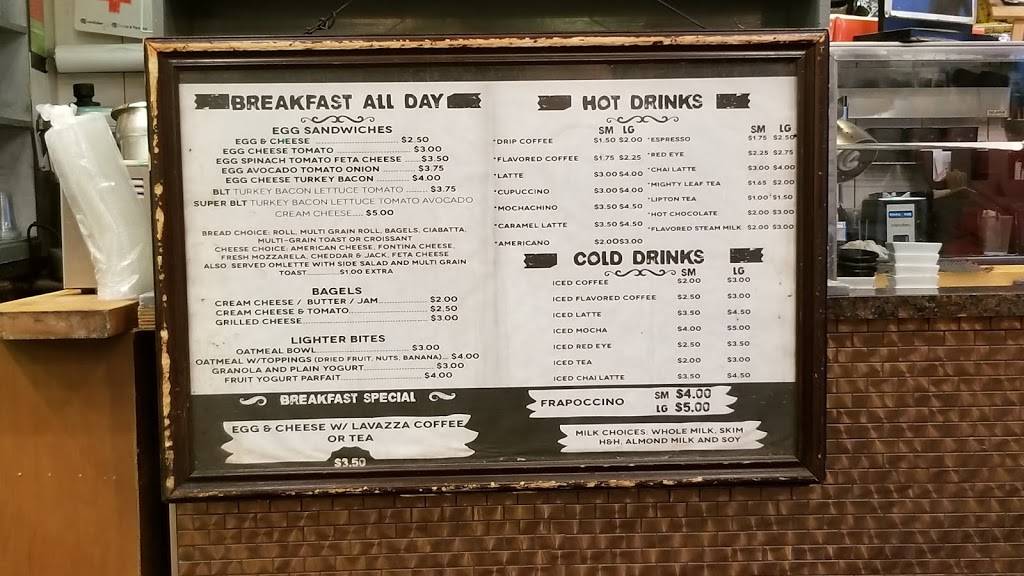 BREAKFAST ALL DAY
EGG SANDWICHES
EGG & CHEESE ................ $2.50
EGG CHEESE TOMATO ................ $3.00
EGG SPINACH TOMATO FETA CHEESE ..... $3.50
EGG AVOCADO TOMATO ONION ........... $3.75
EGG CHEESE TURKEY BACON ........... $4.00
BLT TURKEY BACON LETTUCE TOMATO ........ $3.75
SUPER BLT TURKEY BACON LETTUCE TOMATO AVOCADO
CREAM CHEESE..... $5.00
BREAD CHOICE: ROLL, MULTI GRAIN ROLL, BAGELS, CIABATTA,
MULTI-GRAIN TOAST OR CROISSANT
CHEESE CHOICE: AMERICAN CHEESE, FONTINA CHEESE,
FRESH MOZZARELA, CHEDDAR & JACK, FETA CHEESE
ALSO SERVED OMLETTE WITH SIDE SALAD AND MULTI GRAIN
TOAST............$1.00 EXTRA
BAGELS
CREAM CHEESE / BUTTER / JAM................ $2.00
CREAM CHEESE & TOMATO................ $2.50
GRILLED CHEESE................ $3.00
LIGHTER BITES
OATMEAL BOWL................ $3.00
OATMEAL W/TOPPINGS (DRIED FRUIT, NUTS, BANANA)... $4.00
GRANOLA AND PLAIN YOGURT................ $3.00
FRUIT YOGURT PARFAIT................ $4.00
BREAKFAST SPECIAL
EGG & CHEESE W/ LAVAZZA COFFEE
OR TEA
$3.50
HOT DRINKS
SM LG
*DRIP COFFEE $1.50 $2.00
*FLAVORED COFFEE $1.75 $2.25
*LATTE $3.00 $4.00
*CUPUCCINO $3.00 $4.00
*MOCHACHINO $3.50 $4.50
*CARAMEL LATTE $3.50 $4.50
*AMERICANO $2.00 $3.00
SM LG
*ESPRESSO $1.75 $2.50
*RED EYE $2.25 $2.75
*CHAI LATTE $3.00 $4.00
*MIGHTY LEAF TEA $1.65 $2.00
*LIPTON TEA $1.00 $1.50
*HOT CHOCOLATE $2.00 $3.00
*FLAVORED STEAM MILK $2.00 $3.00
COLD DRINKS
SM LG
ICED COFFEE $2.00 $3.00
ICED FLAVORED COFFEE $2.50 $3.00
ICED LATTE $3.50 $4.50
ICED MOCHA $4.00 $5.00
ICED RED EYE $2.50 $3.50
ICED TEA $2.00 $3.00
ICED CHAI LATTE $3.50 $4.50
FRAPOCCINO SM $4.00
LG $5.00
MILK CHOICES: WHOLE MILK, SKIM
H&H, ALMOND MILK AND SOY